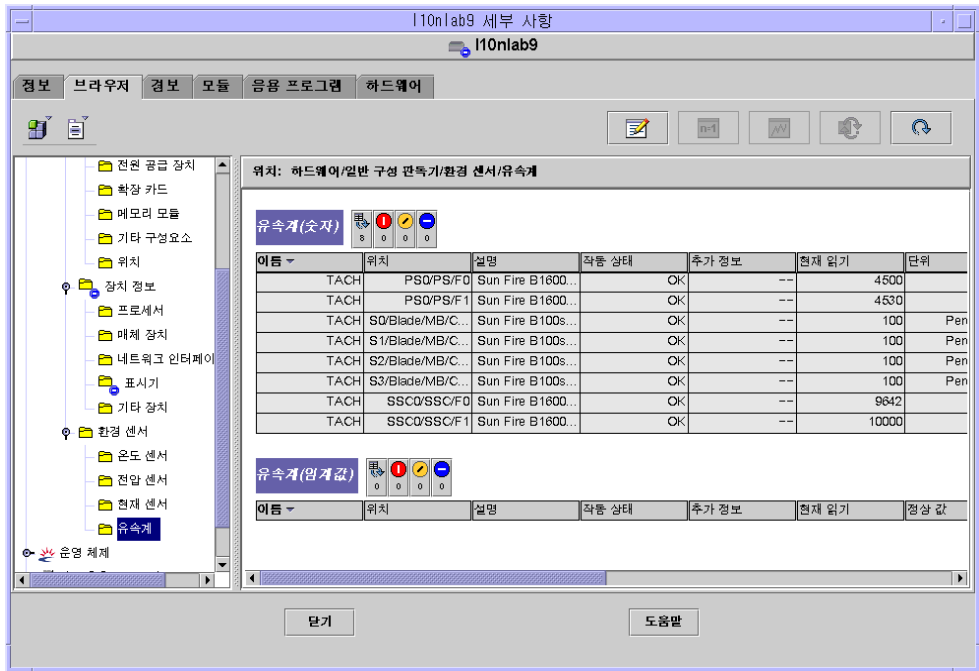 l10nlab9 세부 사항
l10nlab9
정보 브라우저 경보 모듈 응용 프로그램 하드웨어
전원 공급 장치
확장 카드
메모리 모듈
기타 구성요소
위치
장치 정보
프로세서
매체 장치
네트워크 인터페이
표시기
기타 장치
환경 센서
온도 센서
전압 센서
현재 센서
유속계
운영 체제
위치: 하드웨어/일반 구성 판독기/환경 센서/유속계
유속계(숫자) 8 0 0 0
이름 위치 설명 작동 상태 추가 정보 현재 읽기 단위
TACH PS0/PS/F0 Sun Fire B1600... OK -- 4500
TACH PS0/PS/F1 Sun Fire B1600... OK -- 4530
TACH S0/Blade/MB/C... Sun Fire B100s... OK -- 100 Pen
TACH S1/Blade/MB/C... Sun Fire B100s... OK -- 100 Pen
TACH S2/Blade/MB/C... Sun Fire B100s... OK -- 100 Pen
TACH S3/Blade/MB/C... Sun Fire B100s... OK -- 100 Pen
TACH SSC0/SSC/F0 Sun Fire B1600... OK -- 9642
TACH SSC0/SSC/F1 Sun Fire B1600... OK -- 10000
유속계(임계값) 0 0 0 0
이름 위치 설명 작동 상태 추가 정보 현재 읽기 정상 값
닫기 도움말